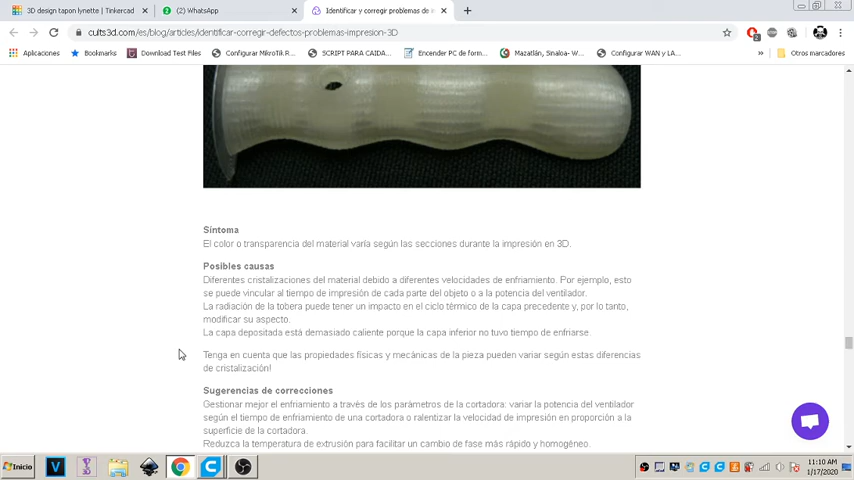 3D design tapon lynette | Tinkercad
(2) WhatsApp
Identificar y corregir problemas de i
cults3d.com/es/blog/articles/identificar-corregir-defectos-problemas-impresion-3D
Aplicaciones
Bookmarks
Download Test Files
Configurar MikroTik R...
SCRIPT PARA CAIDA...
Encender PC de form...
Mazatlán, Sinaloa- W...
Configurar WAN y LA...
Otros marcadores
Síntoma
El color o transparencia del material varía según las secciones durante la impresión en 3D.
Posibles causas
Diferentes cristalizaciones del material debido a diferentes velocidades de enfriamiento. Por ejemplo, esto
se puede vincular al tiempo de impresión de cada parte del objeto o a la potencia del ventilador.
La radiación de la tobera puede tener un impacto en el ciclo térmico de la capa precedente y, por lo tanto,
modificar su aspecto.
La capa depositada está demasiado caliente porque la capa inferior no tuvo tiempo de enfriarse.
Tenga en cuenta que las propiedades físicas y mecánicas de la pieza pueden variar según estas diferencias
de cristalización!
Sugerencias de correcciones
Gestionar mejor el enfriamiento a través de los parámetros de la cortadora: variar la potencia del ventilador
según el tiempo de enfriamiento de una cortadora o ralentizar la velocidad de impresión en proporción a la
superficie de la cortadora.
Reduzca la temperatura de extrusión para facilitar un cambio de fase más rápido y homogéneo.
Inicio
11:10 AM
1/17/2020